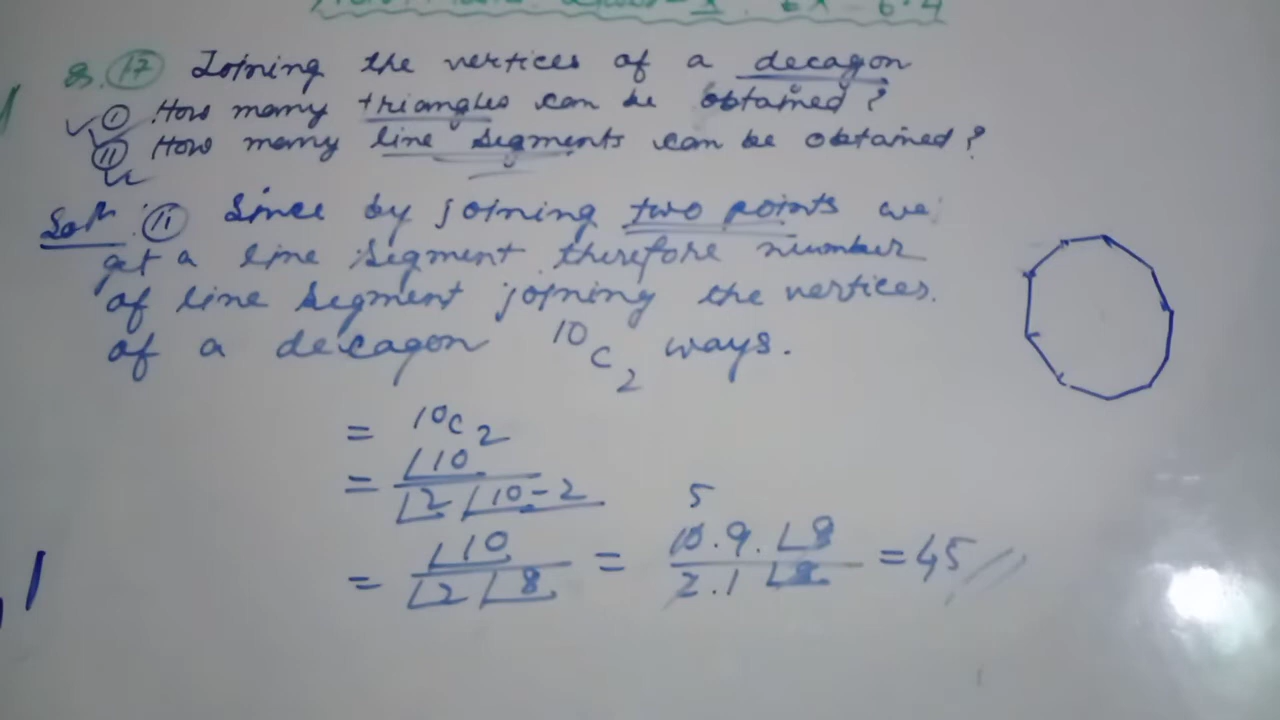 Q. 17 Joining the vertices of a decagon
(i) How many triangles can be obtained?
(ii) How many line segments can be obtained?
Solⁿ: (ii) Since by joining two points we
get a line segment therefore number
of line segment joining the vertices
of a decagon ¹⁰C₂ ways.
= ¹⁰C₂
= ∟10 / ∟2 ∟10-2
= ∟10 / ∟2 ∟8 = 5 10.9.∟8 / 2.1 ∟8 = 45